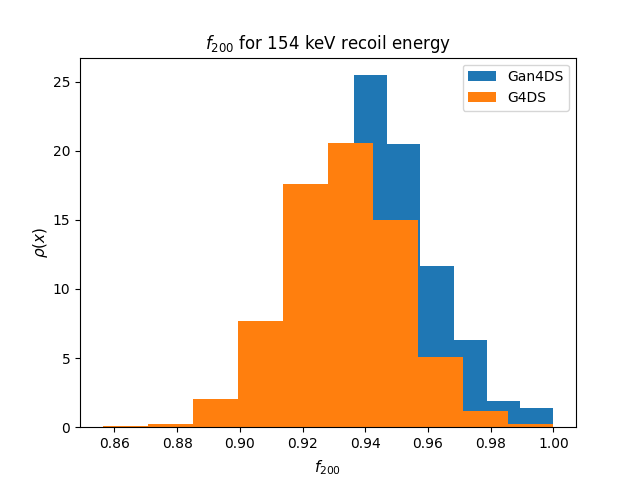 f₂₀₀ for 154 keV recoil energy
Gan4DS
G4DS
25
20
15
10
5
0
ρ(x)
0.86 0.88 0.90 0.92 0.94 0.96 0.98 1.00
f₂₀₀